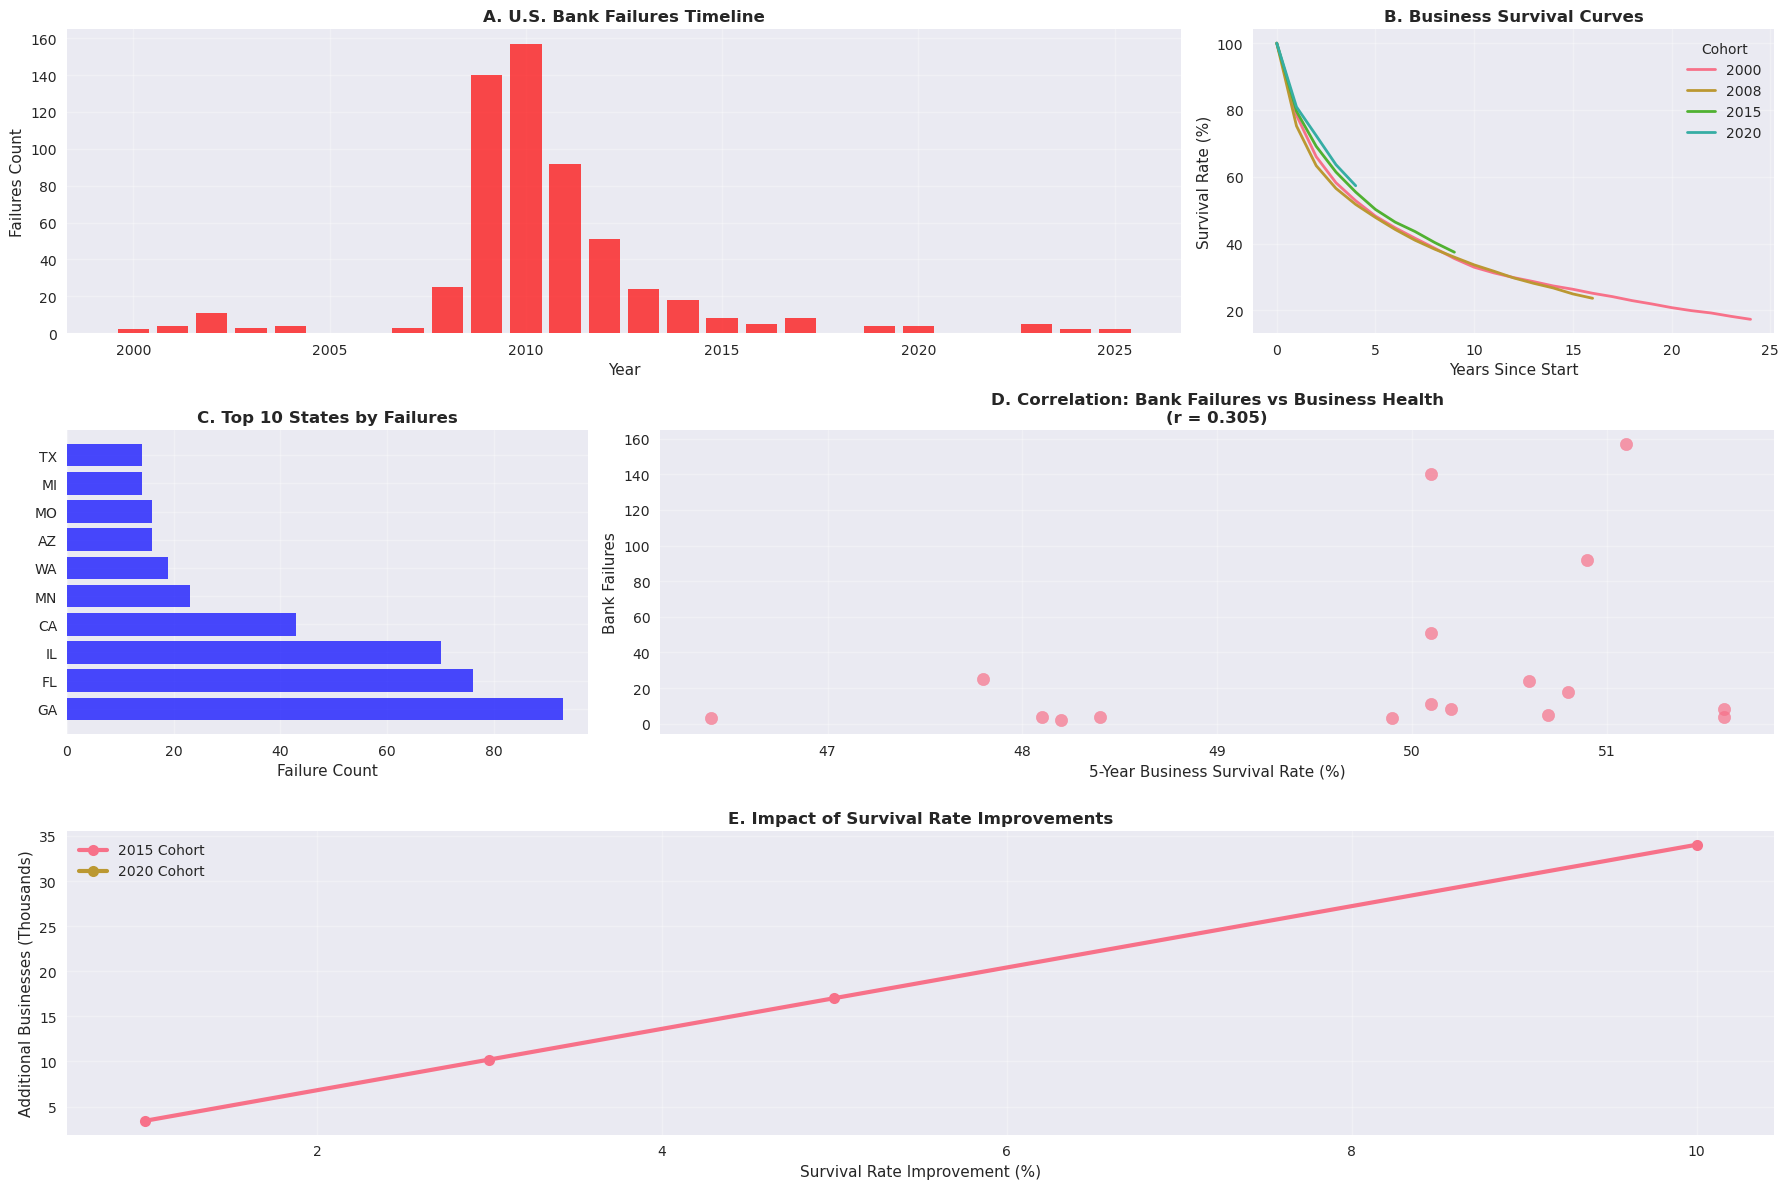 A. U.S. Bank Failures Timeline
Failures Count
160
140
120
100
80
60
40
20
0
2000
2005
2010
2015
2020
2025
Year
B. Business Survival Curves
Survival Rate (%)
100
80
60
40
20
Cohort
2000
2008
2015
2020
0
5
10
15
20
25
Years Since Start
C. Top 10 States by Failures
TX
MI
MO
AZ
WA
MN
CA
IL
FL
GA
0
20
40
60
80
Failure Count
D. Correlation: Bank Failures vs Business Health
(r = 0.305)
Bank Failures
160
140
120
100
80
60
40
20
0
47
48
49
50
51
5-Year Business Survival Rate (%)
E. Impact of Survival Rate Improvements
Additional Businesses (Thousands)
35
30
25
20
15
10
5
2015 Cohort
2020 Cohort
2
4
6
8
10
Survival Rate Improvement (%)